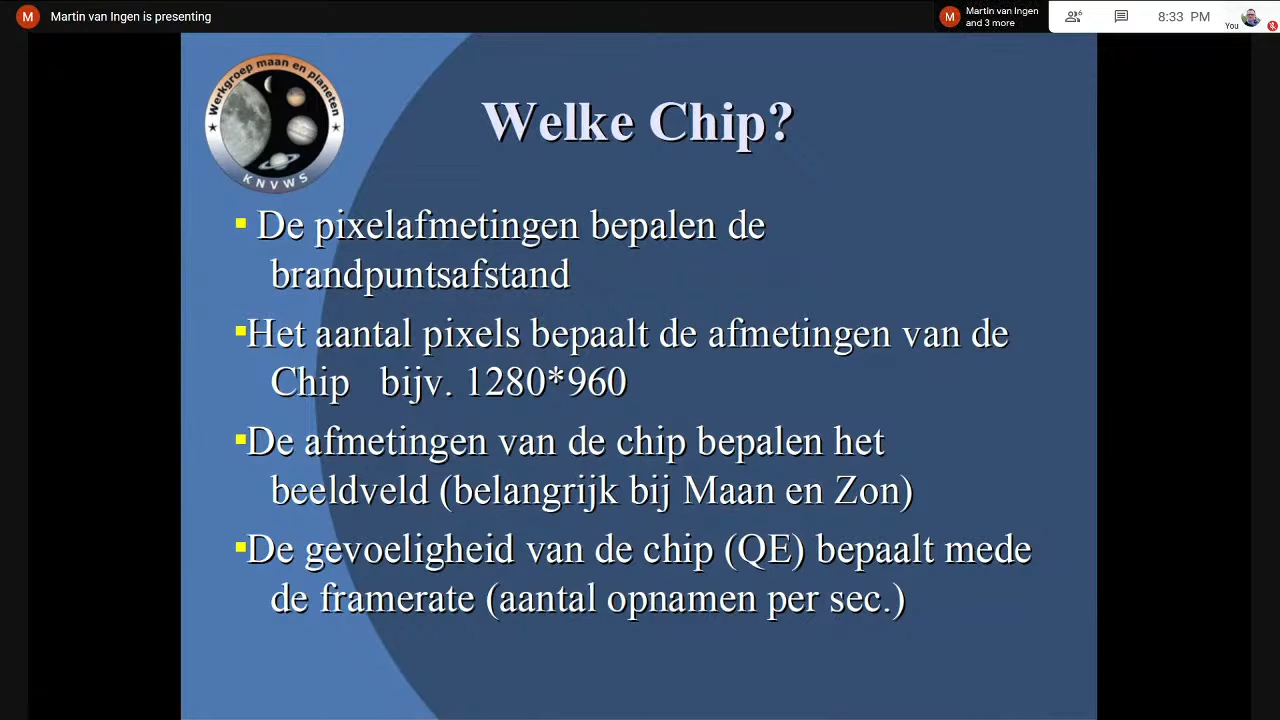 M Martin van Ingen is presenting
M Martin van Ingen
and 3 more
6
8:33 PM
You
Werkgroep maan en planeten
KNVWS
Welke Chip?
De pixelafmetingen bepalen de
brandpuntsafstand
Het aantal pixels bepaalt de afmetingen van de
Chip bijv. 1280*960
De afmetingen van de chip bepalen het
beeldveld (belangrijk bij Maan en Zon)
De gevoeligheid van de chip (QE) bepaalt mede
de framerate (aantal opnamen per sec.)